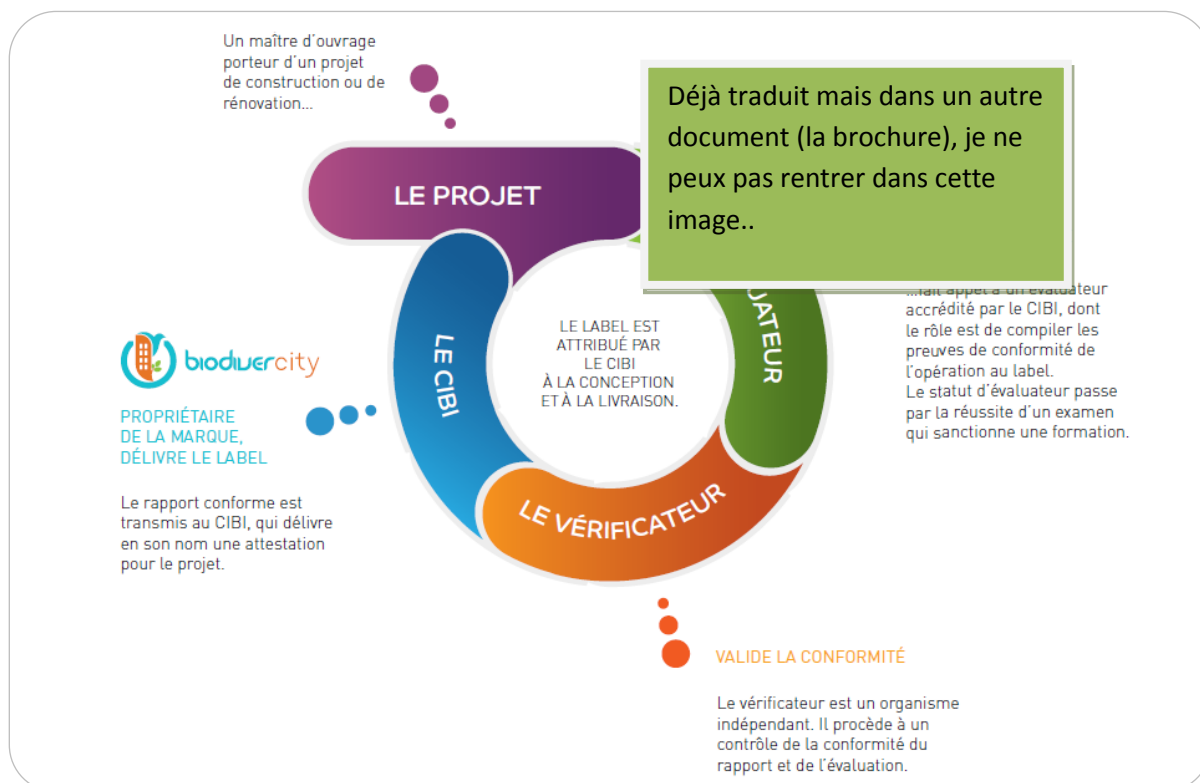 Un maître d'ouvrage
porteur d'un projet
de construction ou de
rénovation...
Déjà traduit mais dans un autre
document (la brochure), je ne
peux pas rentrer dans cette
image..
LE PROJET
UATEUR
...fait appel à un évaluateur
accrédité par le CIBI, dont
le rôle est de compiler les
preuves de conformité de
l'opération au label.
Le statut d'évaluateur passe
par la réussite d'un examen
qui sanctionne une formation.
LE LABEL EST
ATTRIBUÉ PAR
LE CIBI
À LA CONCEPTION
ET À LA LIVRAISON.
LE CIBI
biodivercity
PROPRIÉTAIRE
DE LA MARQUE,
DÉLIVRE LE LABEL
Le rapport conforme est
transmis au CIBI, qui délivre
en son nom une attestation
pour le projet.
LE VÉRIFICATEUR
VALIDE LA CONFORMITÉ
Le vérificateur est un organisme
indépendant. Il procède à un
contrôle de la conformité du
rapport et de l'évaluation.